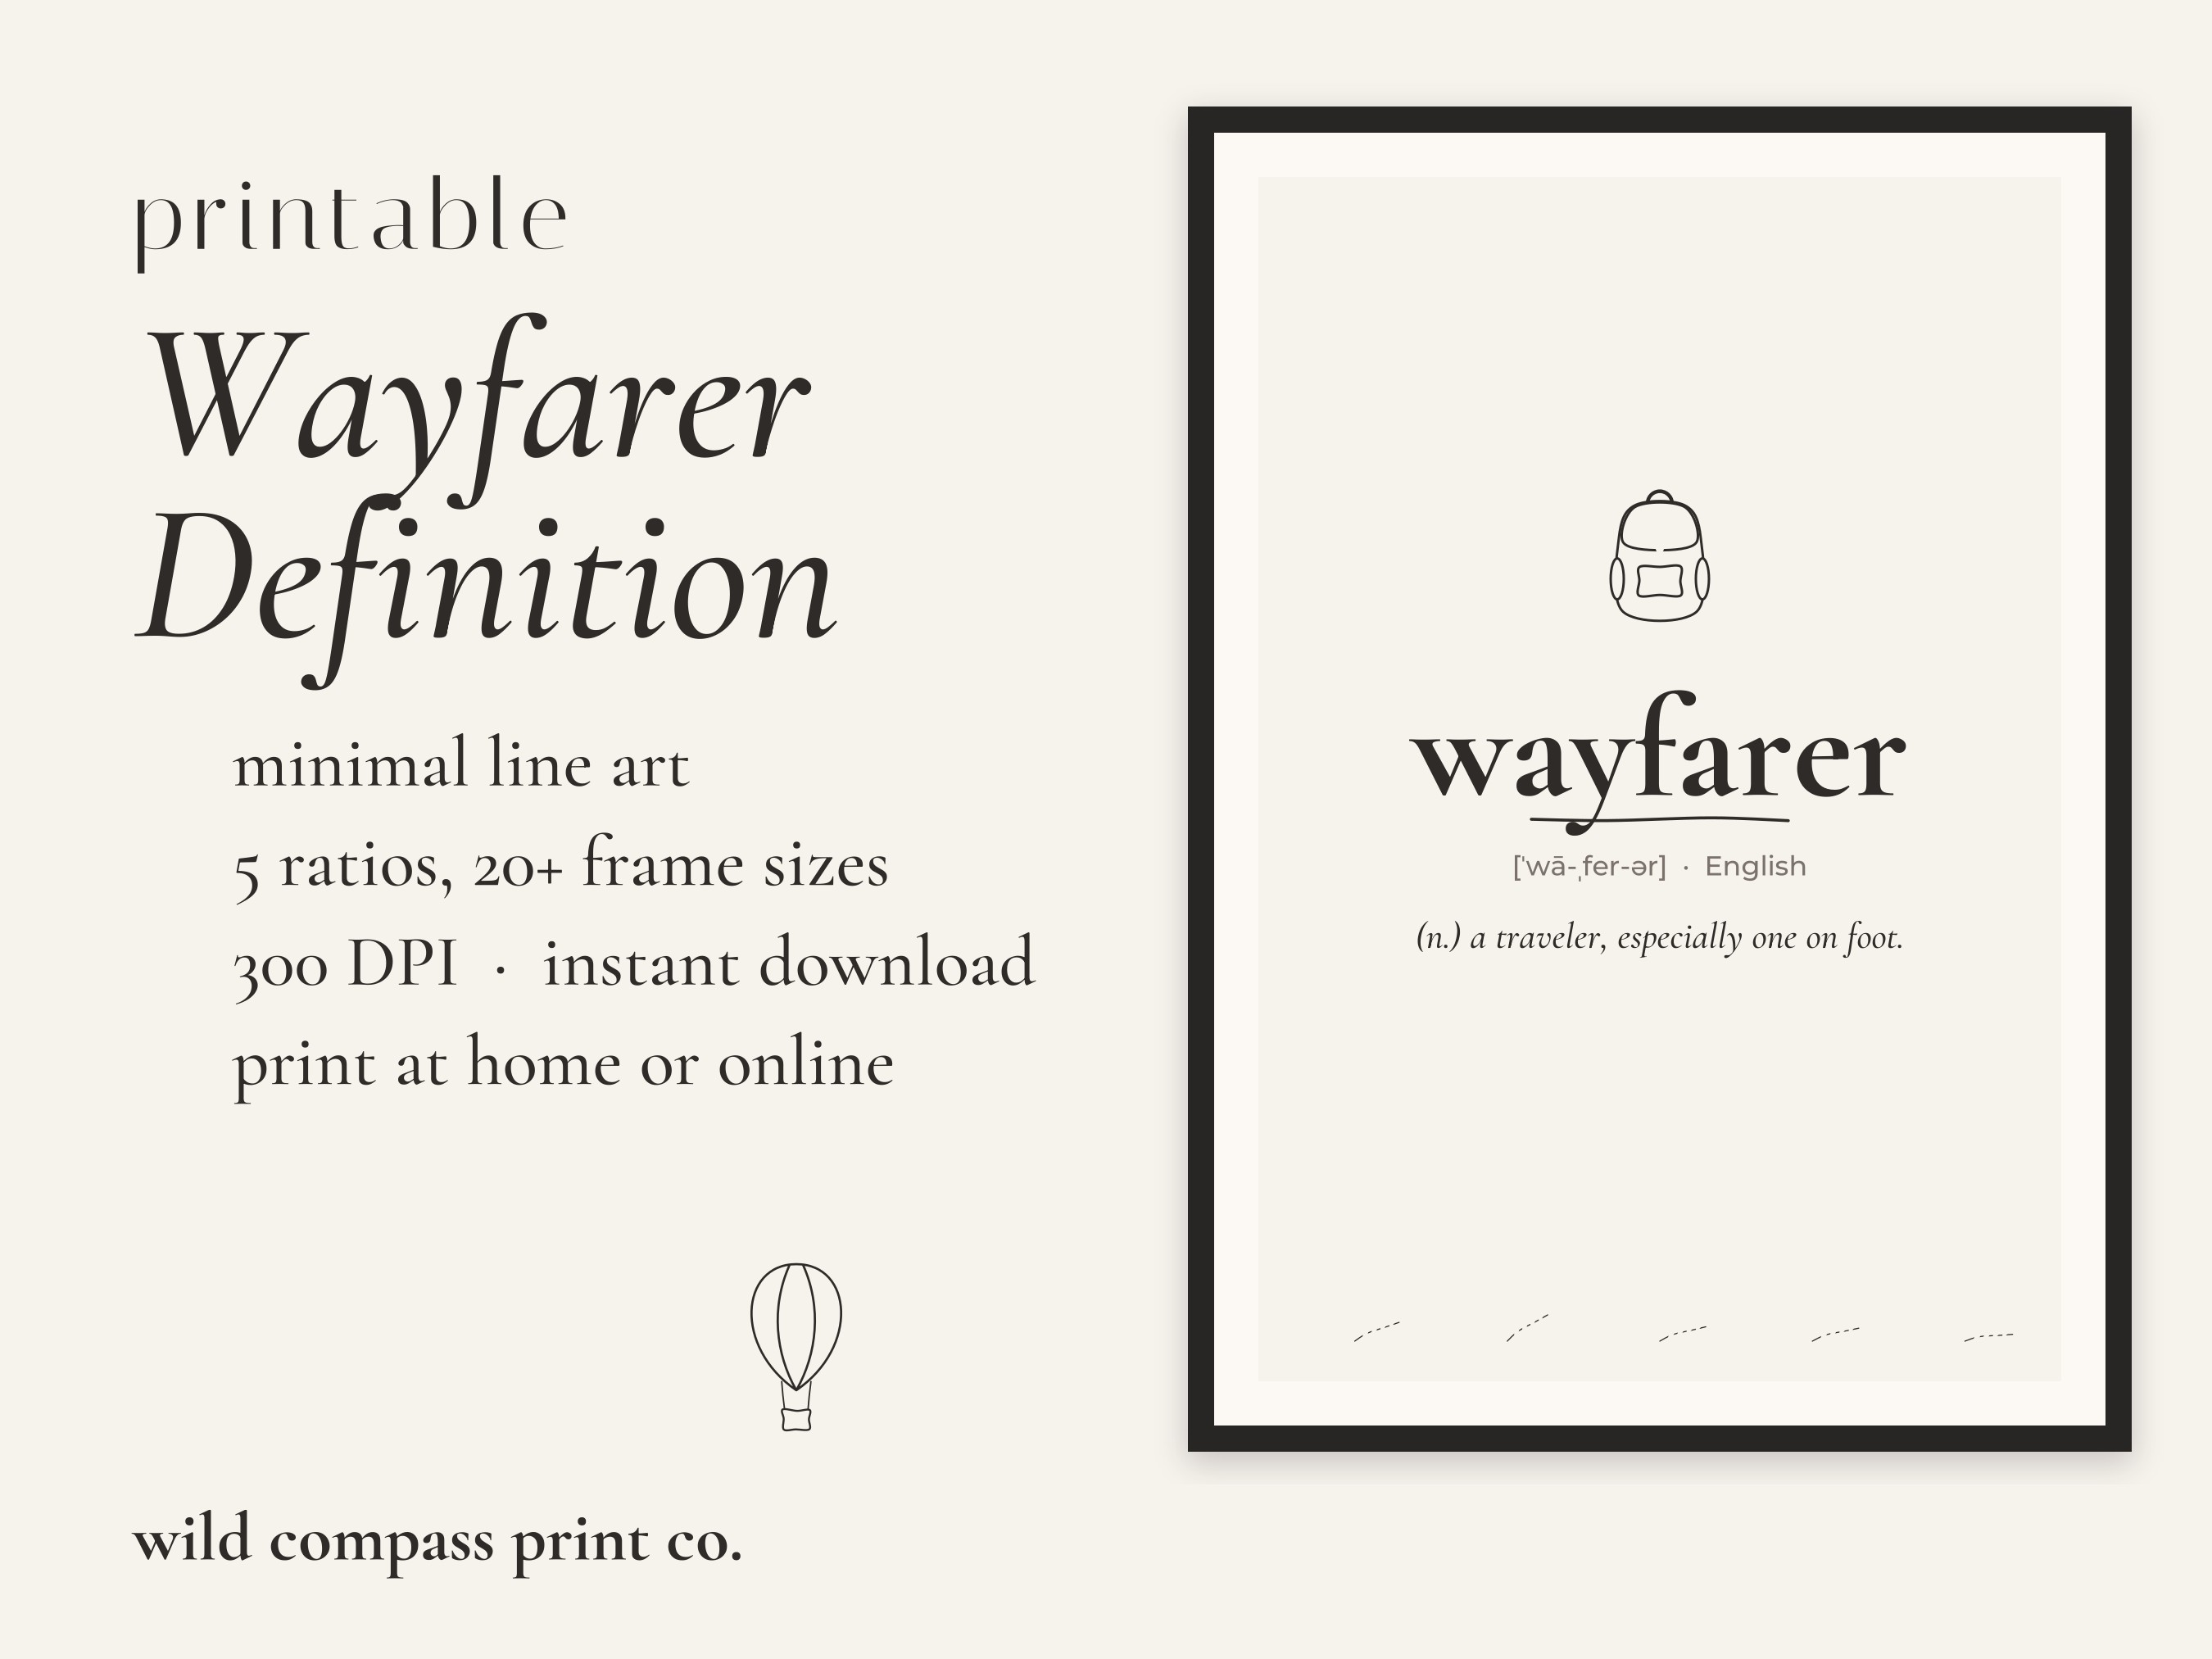 printable
Wayfarer
Definition
minimal line art
5 ratios, 20+ frame sizes
300 DPI · instant download
print at home or online
wild compass print co.
wayfarer
[ˈwā-ˌfer-ər] · English
(n.) a traveler, especially one on foot.